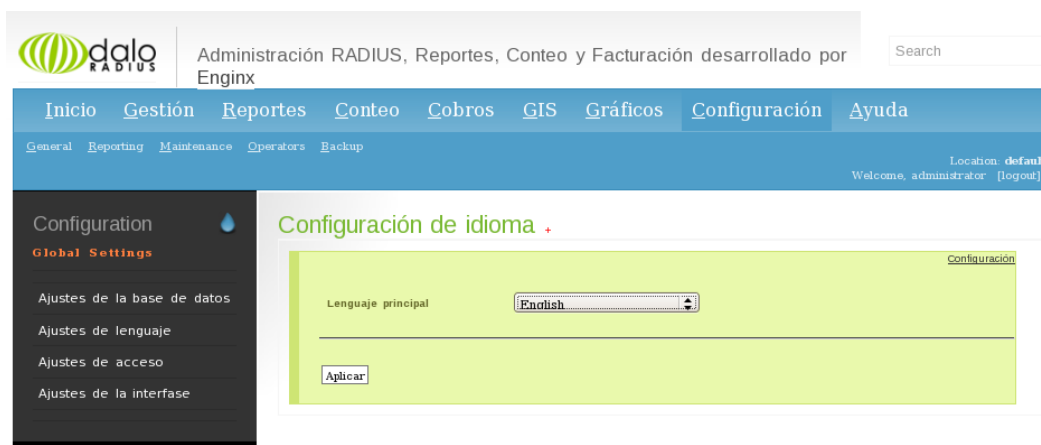 dalo
RADIUS
Administración RADIUS, Reportes, Conteo y Facturación desarrollado por
Enginx
Search
Inicio Gestión Reportes Conteo Cobros GIS Gráficos Configuración Ayuda
General Reporting Maintenance Operators Backup
Location: defaul
Welcome, administrator [logout]
Configuration
Global Settings
Ajustes de la base de datos
Ajustes de lenguaje
Ajustes de acceso
Ajustes de la interfase
Configuración de idioma +
Configuración
Lenguaje principal English
Aplicar